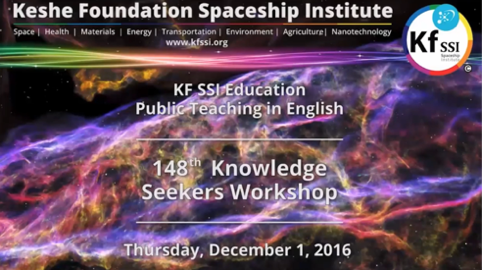 Keshe Foundation Spaceship Institute
Space | Health | Materials | Energy | Transportation | Environment | Agriculture | Nanotechnology
www.kfssi.org
Kf SSI
Spaceship
KF SSI Education
Public Teaching in English
148th Knowledge
Seekers Workshop
Thursday, December 1, 2016